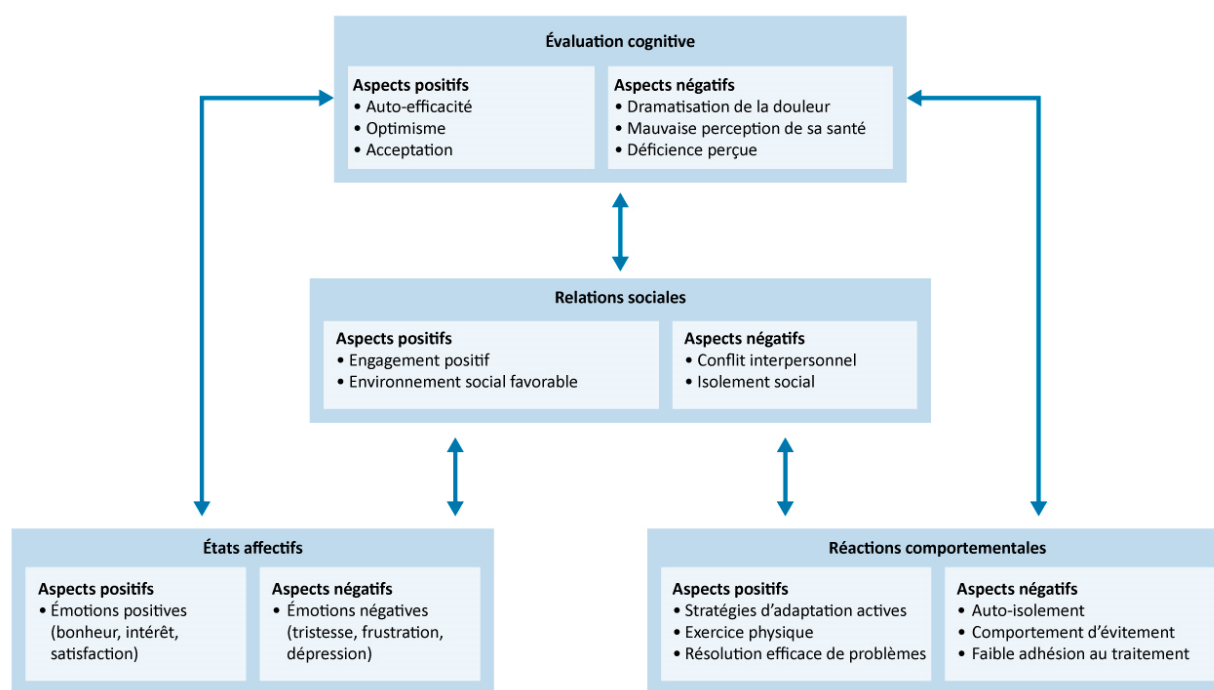 Évaluation cognitive
Aspects positifs
• Auto-efficacité
• Optimisme
• Acceptation
Aspects négatifs
• Dramatisation de la douleur
• Mauvaise perception de sa santé
• Déficience perçue
Relations sociales
Aspects positifs
• Engagement positif
• Environnement social favorable
Aspects négatifs
• Conflit interpersonnel
• Isolement social
États affectifs
Aspects positifs
• Émotions positives
(bonheur, intérêt,
satisfaction)
Aspects négatifs
• Émotions négatives
(tristesse, frustration,
dépression)
Réactions comportementales
Aspects positifs
• Stratégies d’adaptation actives
• Exercice physique
• Résolution efficace de problèmes
Aspects négatifs
• Auto-isolement
• Comportement d’évitement
• Faible adhésion au traitement